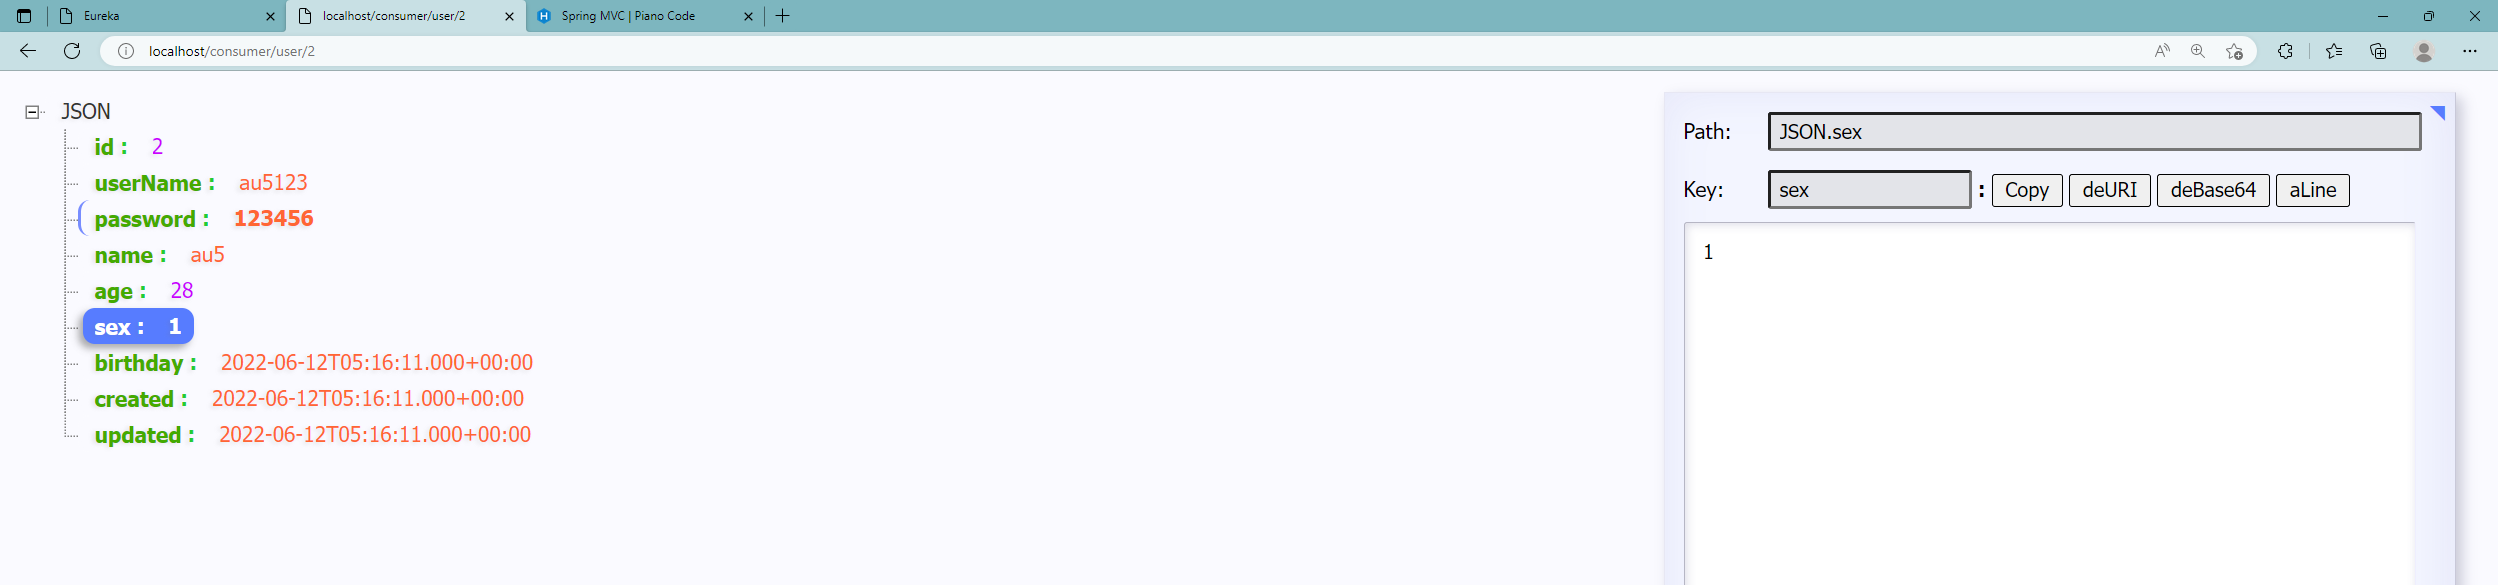 Eureka
localhost/consumer/user/2
Spring MVC | Piano Code
localhost/consumer/user/2
JSON
id : 2
userName : au5123
password : 123456
name : au5
age : 28
sex : 1
birthday : 2022-06-12T05:16:11.000+00:00
created : 2022-06-12T05:16:11.000+00:00
updated : 2022-06-12T05:16:11.000+00:00
Path: JSON.sex
Key: sex : Copy deURI deBase64 aLine
1